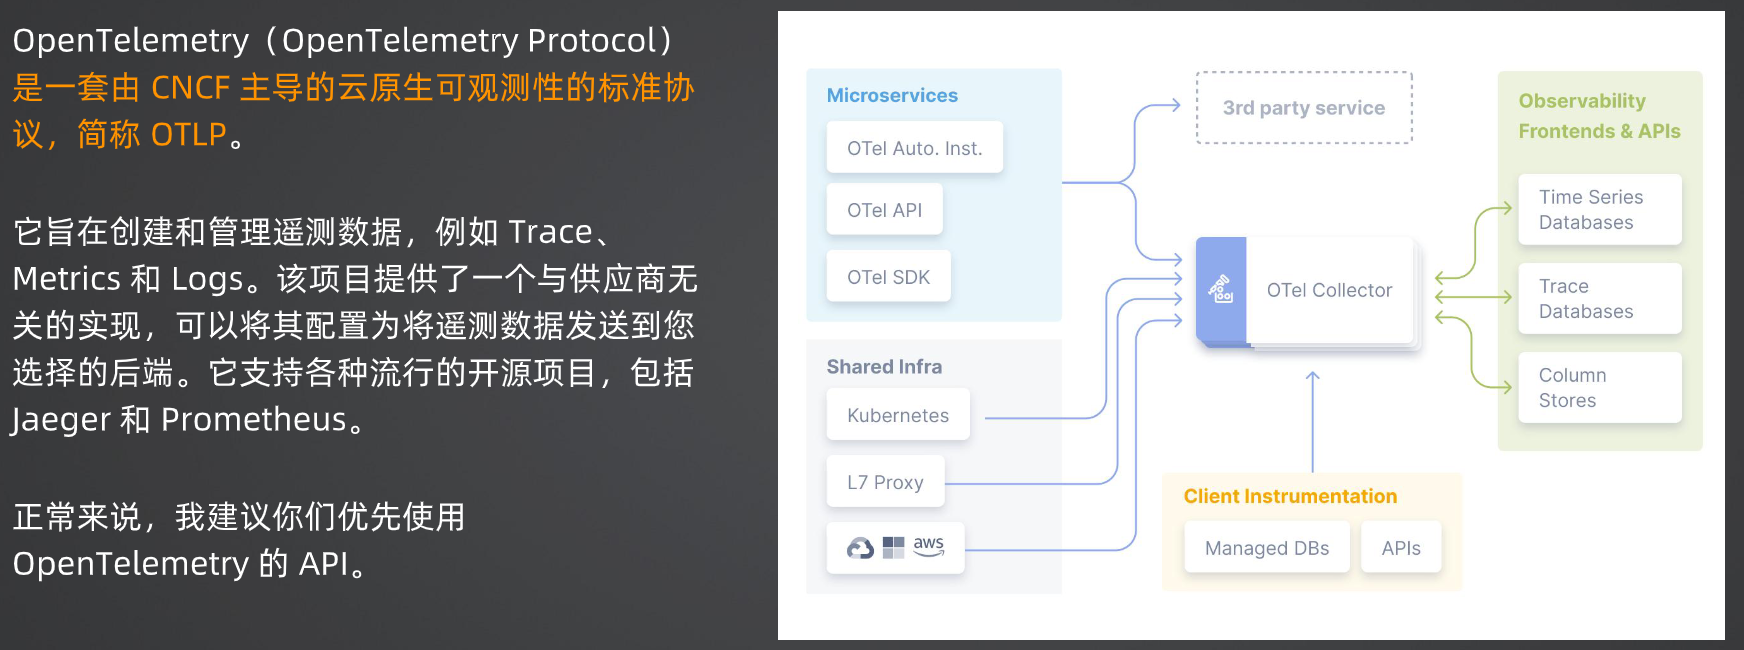 OpenTelemetry（OpenTelemetry Protocol）
是一套由 CNCF 主导的云原生可观测性的标准协
议，简称 OTLP。
它旨在创建和管理遥测数据，例如 Trace、
Metrics 和 Logs。该项目提供了一个与供应商无
关的实现，可以将其配置为将遥测数据发送到您
选择的后端。它支持各种流行的开源项目，包括
Jaeger 和 Prometheus。
正常来说，我建议你们优先使用
OpenTelemetry 的 API。
Microservices
OTel Auto. Inst.
OTel API
OTel SDK
Shared Infra
Kubernetes
L7 Proxy
aws
3rd party service
OTel Collector
Client Instrumentation
Managed DBs
APIs
Observability
Frontends & APIs
Time Series
Databases
Trace
Databases
Column
Stores